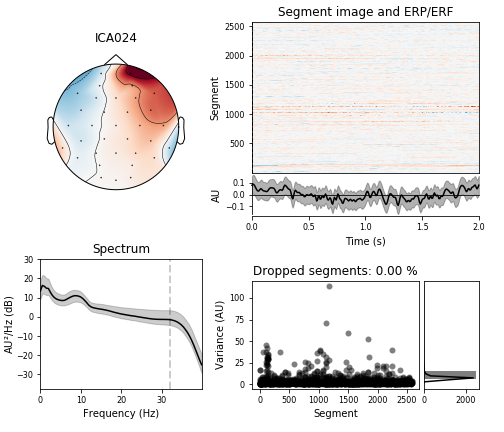 ICA024
Segment image and ERP/ERF
Segment
2500
2000
1500
1000
500
AU
0.1
0.0
−0.1
0.0 0.5 1.0 1.5 2.0
Time (s)
Spectrum
AU²/Hz (dB)
30
20
10
0
−10
−20
−30
0 10 20 30
Frequency (Hz)
Dropped segments: 0.00 %
Variance (AU)
100
75
50
25
0
0 500 1000 1500 2000 2500
Segment
0 2000